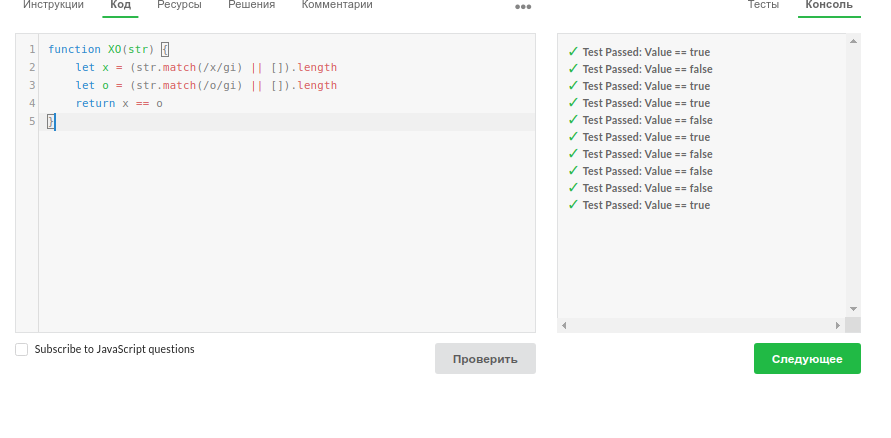 Инструкции Код Ресурсы Решения Комментарии ••• Тесты Консоль
1 function XO(str) {
2 let x = (str.match(/x/gi) || []).length
3 let o = (str.match(/o/gi) || []).length
4 return x == o
5 }
✓ Test Passed: Value == true
✓ Test Passed: Value == false
✓ Test Passed: Value == true
✓ Test Passed: Value == true
✓ Test Passed: Value == false
✓ Test Passed: Value == true
✓ Test Passed: Value == false
✓ Test Passed: Value == false
✓ Test Passed: Value == false
✓ Test Passed: Value == true
Subscribe to JavaScript questions
Проверить
Следующее